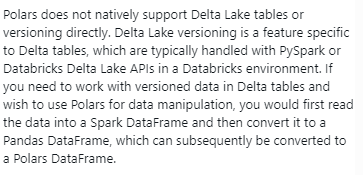 Polars does not natively support Delta Lake tables or
versioning directly. Delta Lake versioning is a feature specific
to Delta tables, which are typically handled with PySpark or
Databricks Delta Lake APIs in a Databricks environment. If
you need to work with versioned data in Delta tables and
wish to use Polars for data manipulation, you would first read
the data into a Spark DataFrame and then convert it to a
Pandas DataFrame, which can subsequently be converted to
a Polars DataFrame.